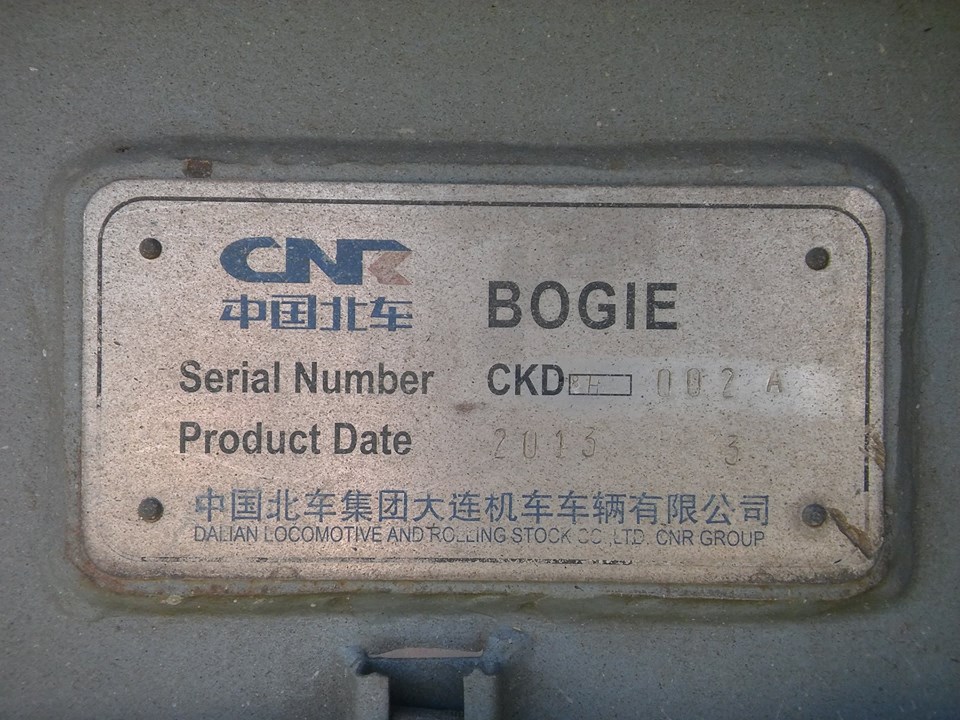 CNR
中国北车
BOGIE
Serial Number CKD 002 A
Product Date 2013 3
中国北车集团大连机车车辆有限公司
DALIAN LOCOMOTIVE AND ROLLING STOCK CO.,LTD. CNR GROUP